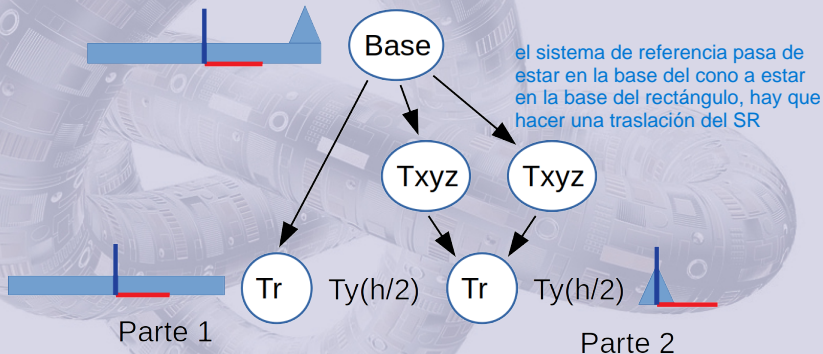 Base
el sistema de referencia pasa de
estar en la base del cono a estar
en la base del rectángulo, hay que
hacer una traslación del SR
Txyz
Txyz
Tr
Ty(h/2)
Tr
Ty(h/2)
Parte 1
Parte 2